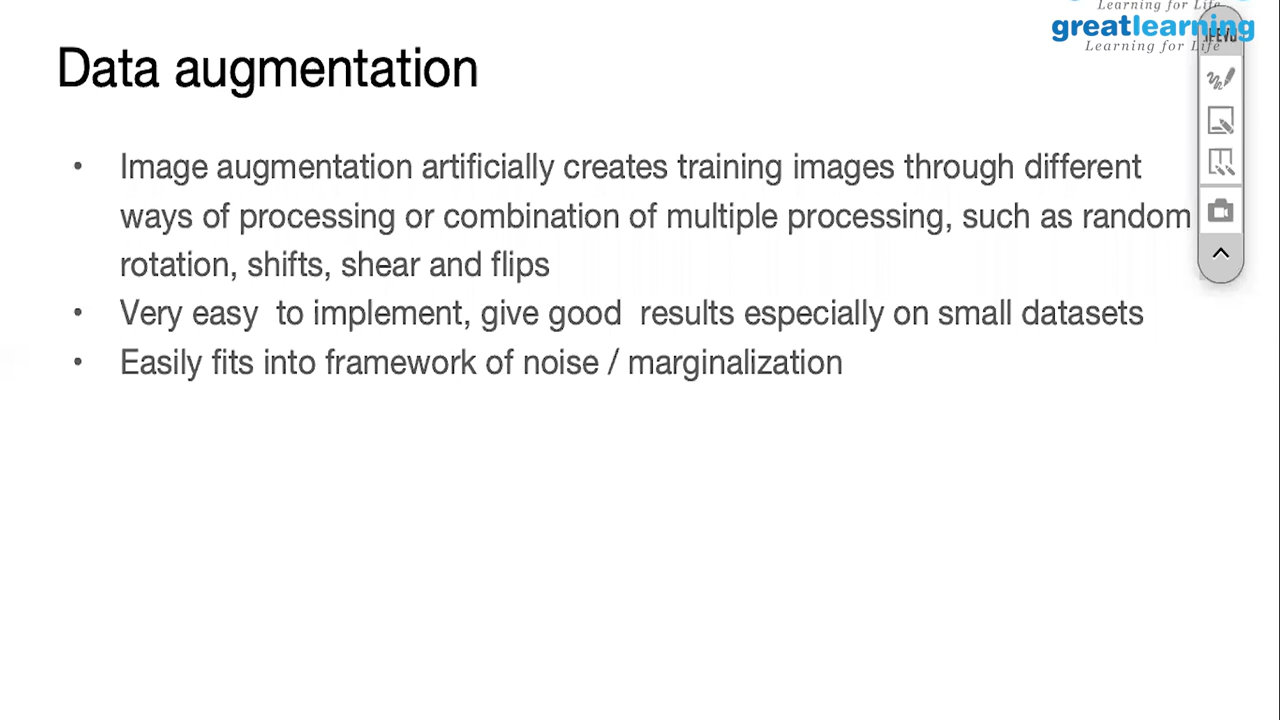 Learning for Life
greatlearning
Learning for Life
Data augmentation
• Image augmentation artificially creates training images through different
ways of processing or combination of multiple processing, such as random
rotation, shifts, shear and flips
• Very easy to implement, give good results especially on small datasets
• Easily fits into framework of noise / marginalization